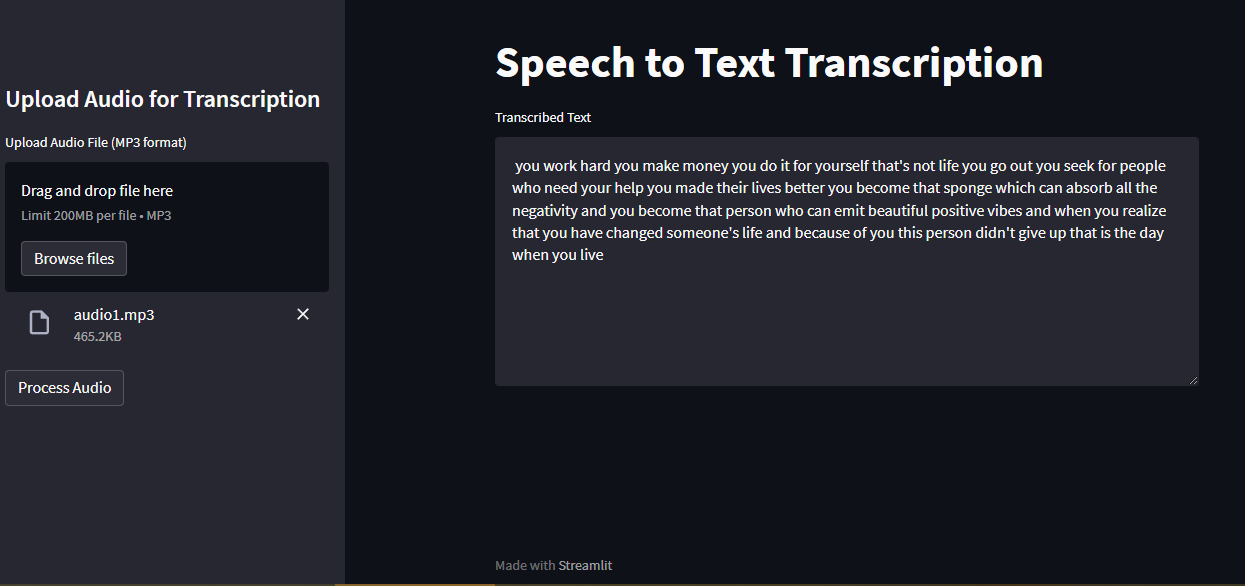 Upload Audio for Transcription
Upload Audio File (MP3 format)
Drag and drop file here
Limit 200MB per file • MP3
Browse files
audio1.mp3
465.2KB
Process Audio
Speech to Text Transcription
Transcribed Text
you work hard you make money you do it for yourself that's not life you go out you seek for people
who need your help you made their lives better you become that sponge which can absorb all the
negativity and you become that person who can emit beautiful positive vibes and when you realize
that you have changed someone's life and because of you this person didn't give up that is the day
when you live
Made with Streamlit